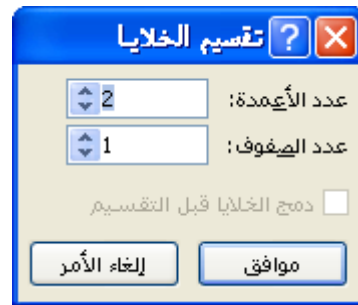 تقسيم الخلايا
عدد الأعمدة: 2
عدد الصفوف: 1
دمج الخلايا قبل التقسيم
موافق إلغاء الأمر